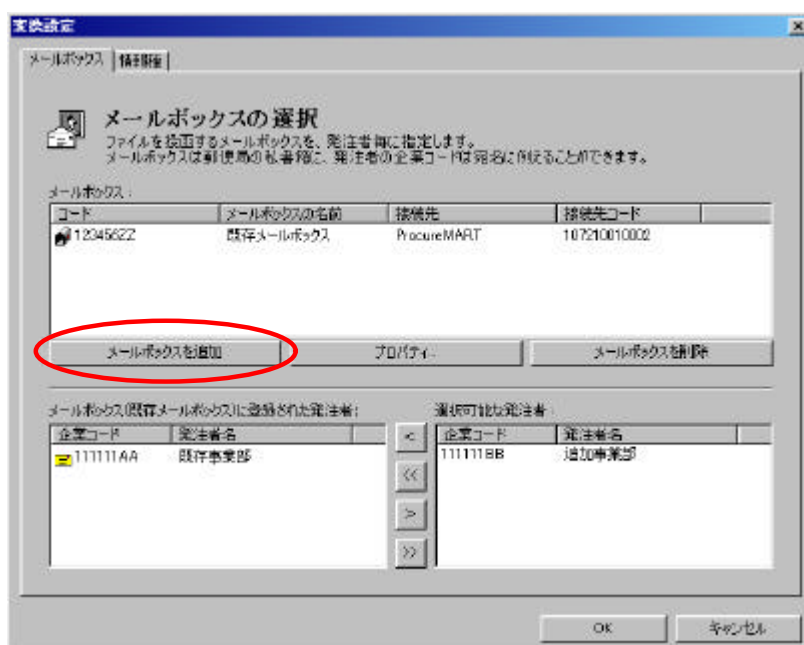 変換設定
メールボックス
メールボックスの選択
ファイルを投函するメールボックスを、発注者毎に指定します。
メールボックスは郵便局の私書箱に、発注者の企業コードは宛名に例えることができます。
メールボックス:
コード メールボックスの名前 接続先 接続先コード
123456ZZ 既存メールボックス ProcureMART 107210010002
メールボックスを追加 プロパティ... メールボックスを削除
メールボックス(既存メールボックス)に登録された発注者: 選択可能な発注者:
企業コード 発注者名 < 企業コード 発注者名
111111AA 既存事業部 111111BB 追加事業部
<<
>
>>
OK キャンセル